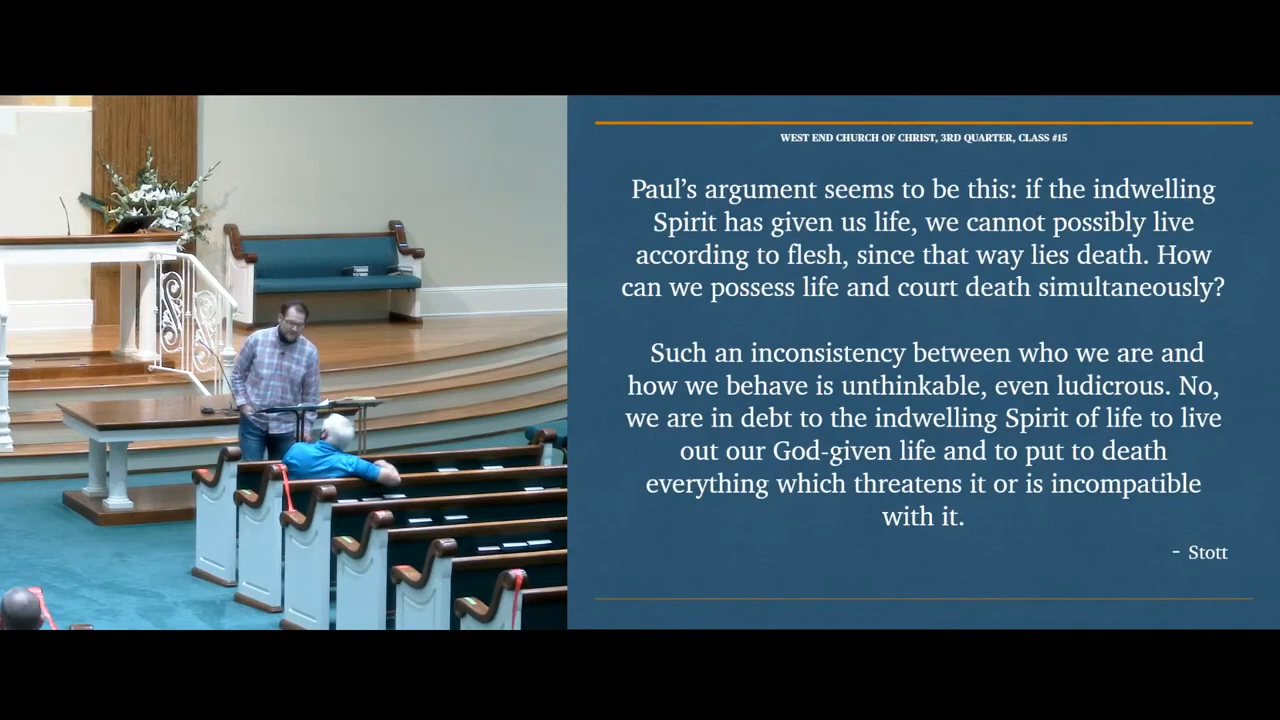 WEST END CHURCH OF CHRIST, 3RD QUARTER, CLASS #15
Paul’s argument seems to be this: if the indwelling
Spirit has given us life, we cannot possibly live
according to flesh, since that way lies death. How
can we possess life and court death simultaneously?
Such an inconsistency between who we are and
how we behave is unthinkable, even ludicrous. No,
we are in debt to the indwelling Spirit of life to live
out our God-given life and to put to death
everything which threatens it or is incompatible
with it.
- Stott